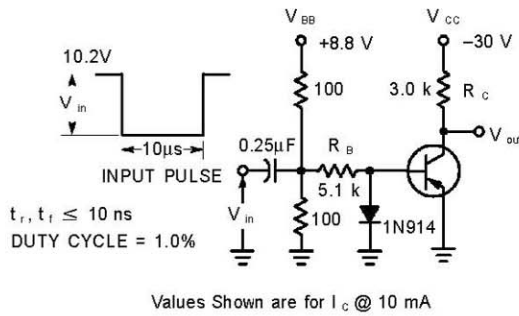 V BB
+8.8 V
V CC
–30 V
10.2V
V in
100
3.0 k
R C
V out
10µs
INPUT PULSE
0.25µF
R B
5.1 k
t r, t f ≤ 10 ns
DUTY CYCLE = 1.0%
V in
100
1N914
Values Shown are for I C @ 10 mA